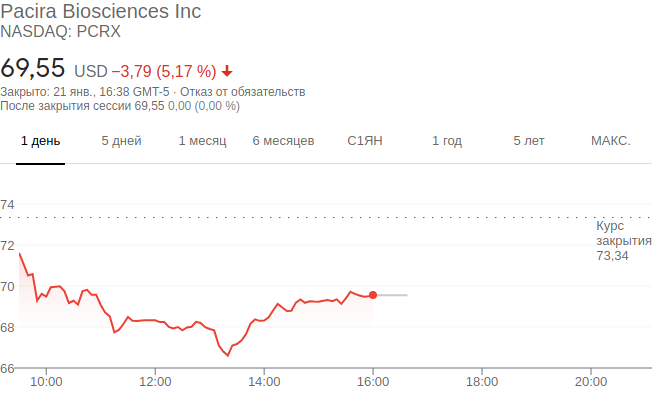 Pacira Biosciences Inc
NASDAQ: PCRX
69,55 USD −3,79 (5,17 %)
Закрыто: 21 янв., 16:38 GMT-5 · Отказ от обязательств
После закрытия сессии 69,55 0,00 (0,00 %)
1 день 5 дней 1 месяц 6 месяцев С1ЯН 1 год 5 лет МАКС.
74
Курс
закрытия
73,34
72
70
68
66
10:00 12:00 14:00 16:00 18:00 20:00